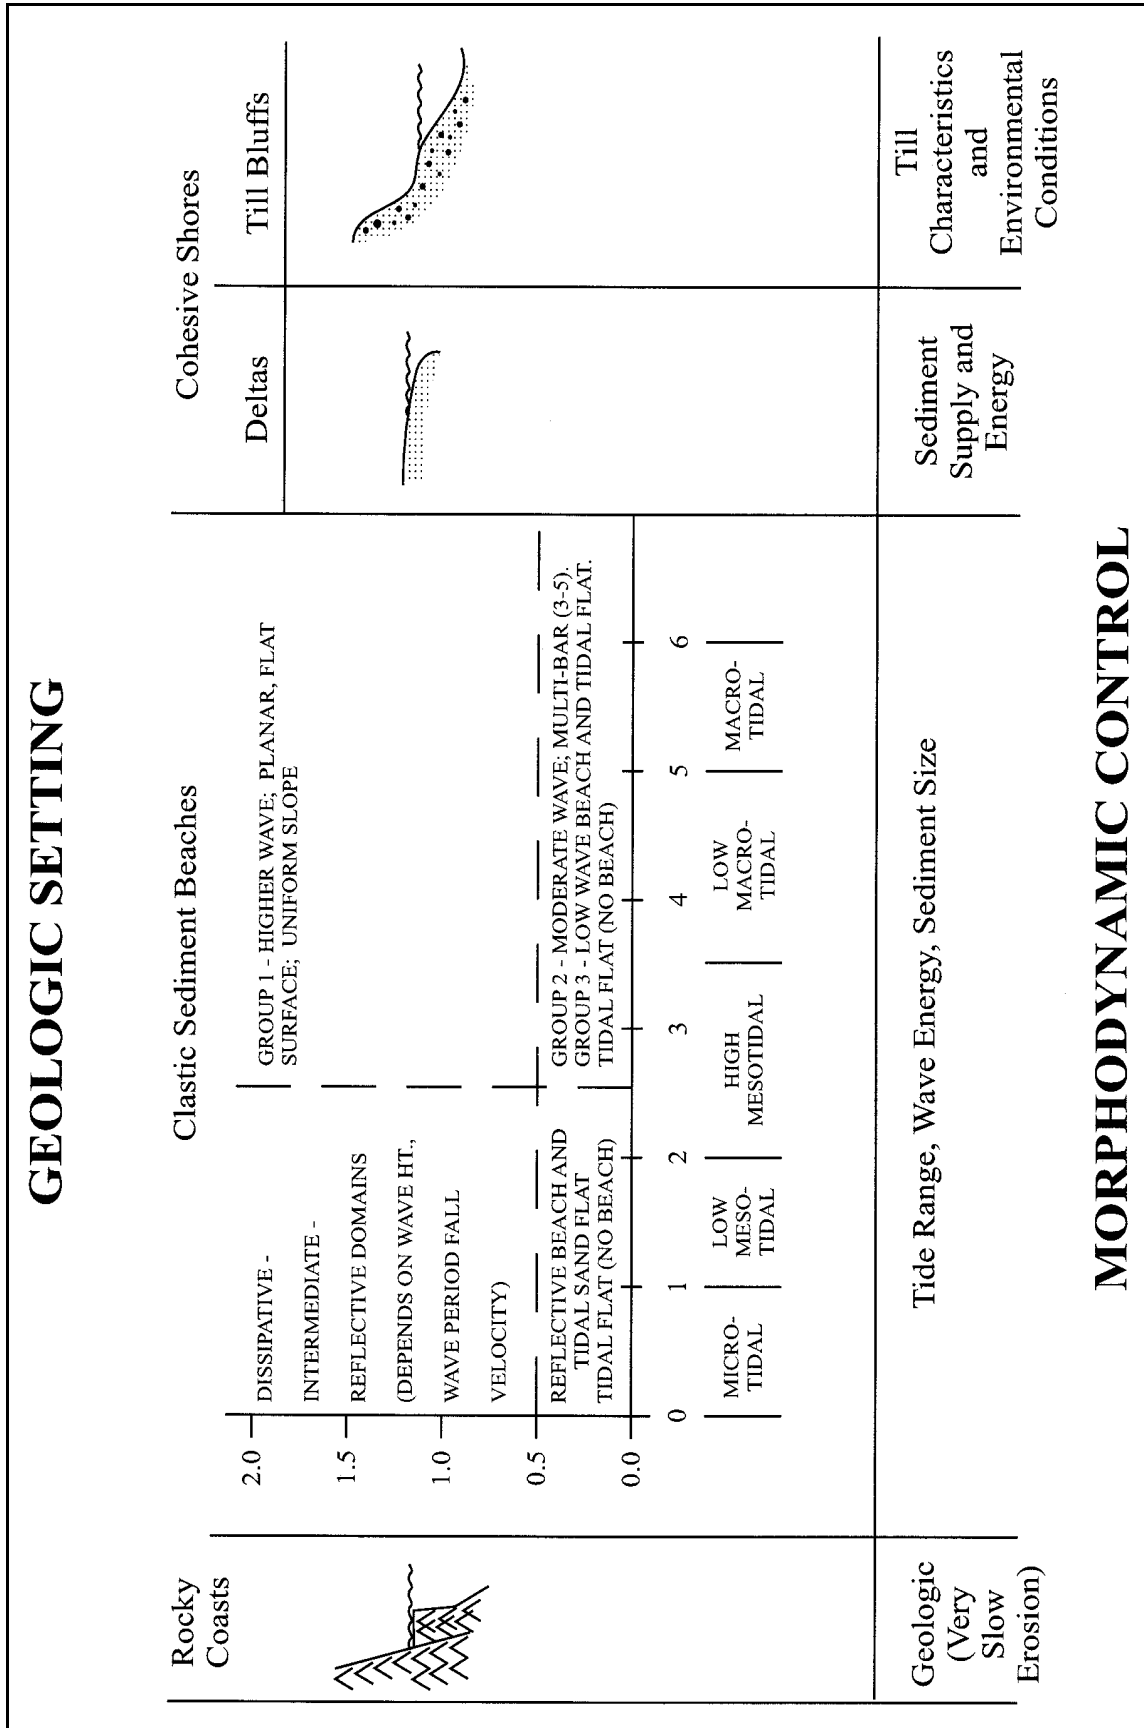 GEOLOGIC SETTING
Rocky
Coasts
Clastic Sediment Beaches
Cohesive Shores
Deltas
Till Bluffs
2.0
1.5
1.0
0.5
0.0
DISSIPATIVE -
INTERMEDIATE -
REFLECTIVE DOMAINS
(DEPENDS ON WAVE HT.,
WAVE PERIOD FALL
VELOCITY)
GROUP 1 - HIGHER WAVE; PLANAR, FLAT
SURFACE; UNIFORM SLOPE
REFLECTIVE BEACH AND
TIDAL SAND FLAT
TIDAL FLAT (NO BEACH)
GROUP 2 - MODERATE WAVE; MULTI-BAR (3-5).
GROUP 3 - LOW WAVE BEACH AND TIDAL FLAT.
TIDAL FLAT (NO BEACH)
0 1 2 3 4 5 6
MICRO-
TIDAL
LOW
MESO-
TIDAL
HIGH
MESOTIDAL
LOW
MACRO-
TIDAL
MACRO-
TIDAL
Geologic
(Very
Slow
Erosion)
Tide Range, Wave Energy, Sediment Size
Sediment
Supply and
Energy
Till
Characteristics
and
Environmental
Conditions
MORPHODYNAMIC CONTROL